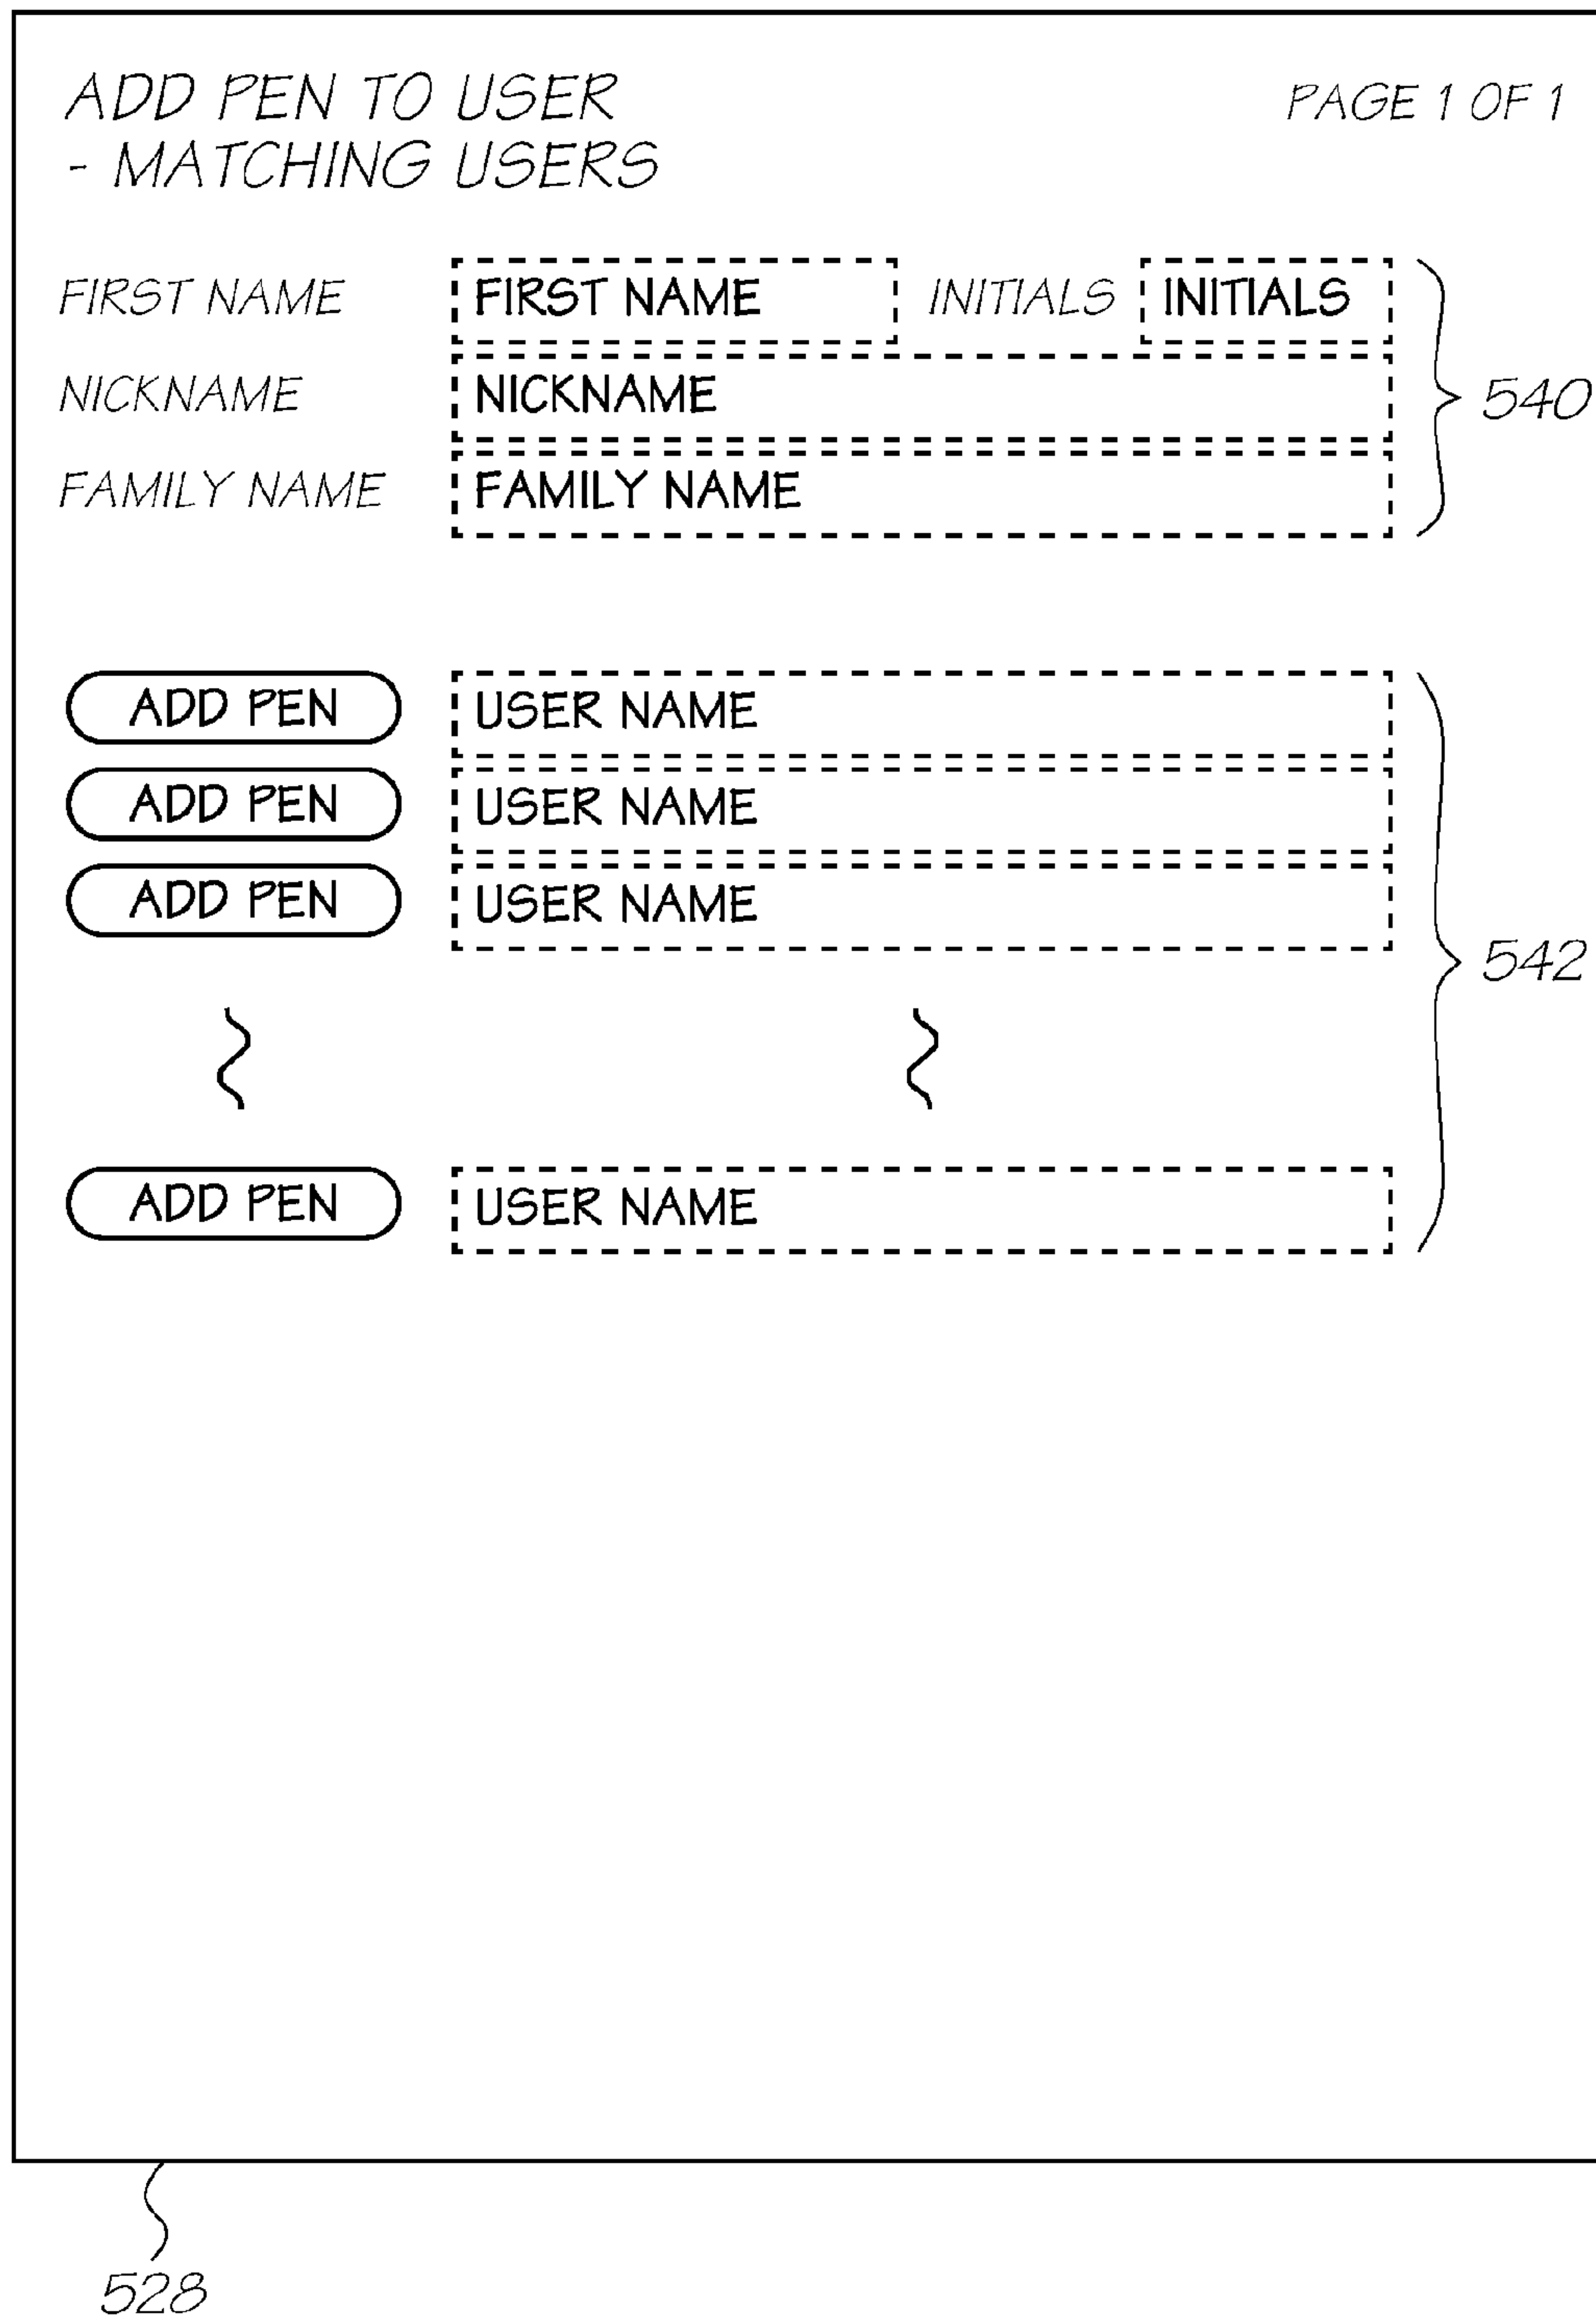 ADD PEN TO USER
PAGE 1 OF 1
- MATCHING USERS
FIRST NAME FIRST NAME INITIALS INITIALS
NICKNAME NICKNAME
540
FAMILY NAME FAMILY NAME
ADD PEN USER NAME
ADD PEN USER NAME
ADD PEN USER NAME
542
ADD PEN USER NAME
528